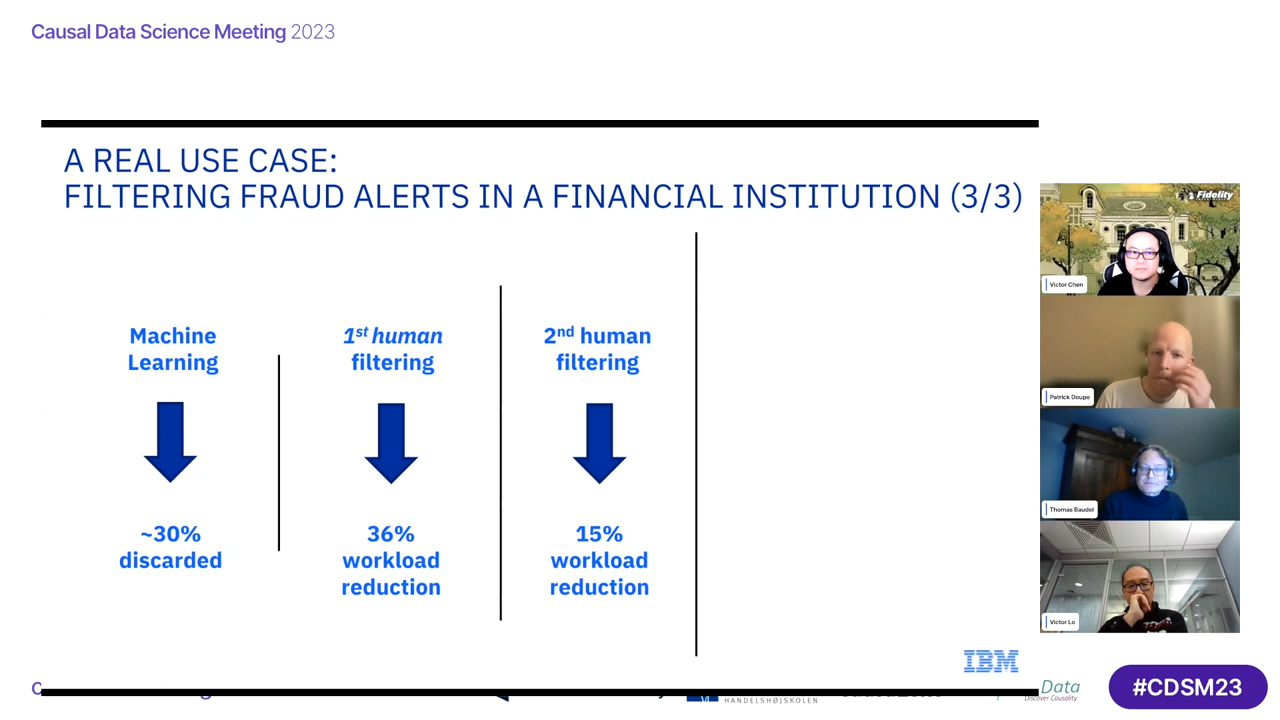 Causal Data Science Meeting 2023
A REAL USE CASE:
FILTERING FRAUD ALERTS IN A FINANCIAL INSTITUTION (3/3)
Machine
Learning
1st human
filtering
2nd human
filtering
~30%
discarded
36%
workload
reduction
15%
workload
reduction
Fidelity
Victor Chen
Patrick Doupe
Thomas Baudel
Victor Lo
IBM
HANDELSHØJSKOLEN
Data
Discover Causality
#CDSM23